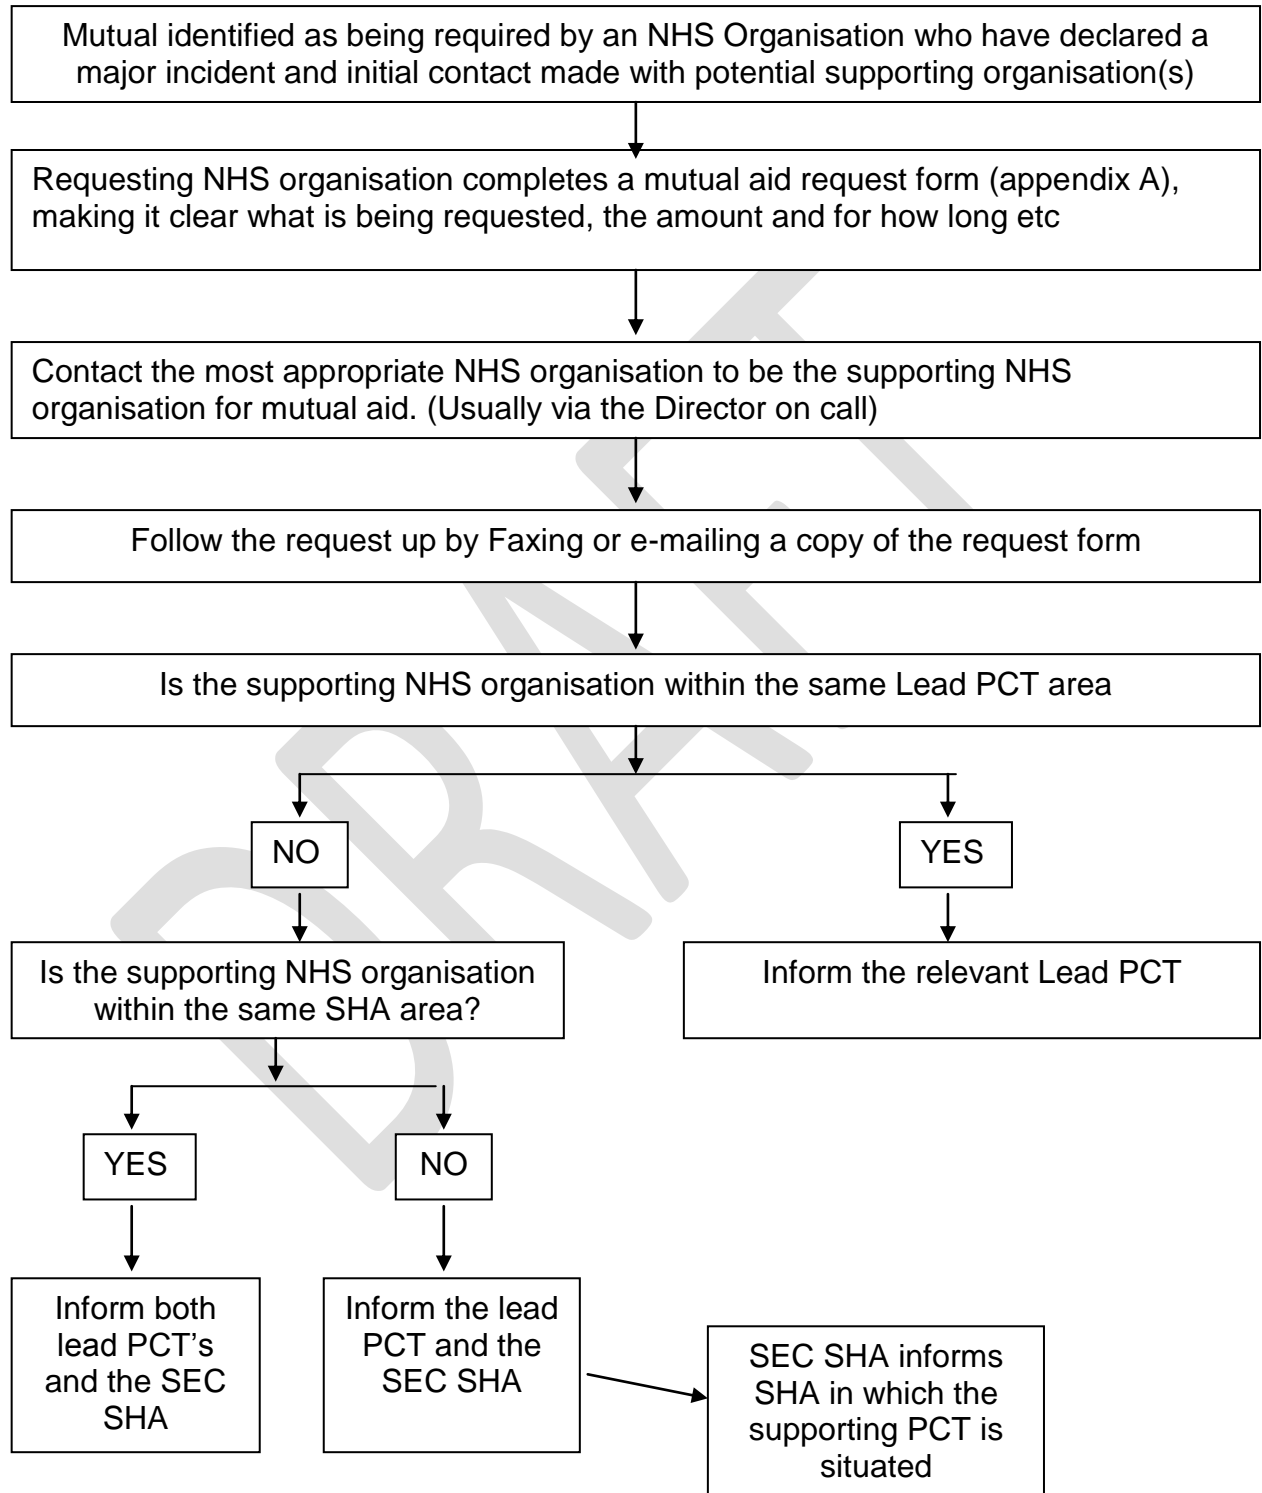 Mutual identified as being required by an NHS Organisation who have declared a
major incident and initial contact made with potential supporting organisation(s)
Requesting NHS organisation completes a mutual aid request form (appendix A),
making it clear what is being requested, the amount and for how long etc
Contact the most appropriate NHS organisation to be the supporting NHS
organisation for mutual aid. (Usually via the Director on call)
Follow the request up by Faxing or e-mailing a copy of the request form
Is the supporting NHS organisation within the same Lead PCT area
NO
YES
Is the supporting NHS organisation
within the same SHA area?
Inform the relevant Lead PCT
YES
NO
Inform both
lead PCT’s
and the SEC
SHA
Inform the lead
PCT and the
SEC SHA
SEC SHA informs
SHA in which the
supporting PCT is
situated
DRAFT